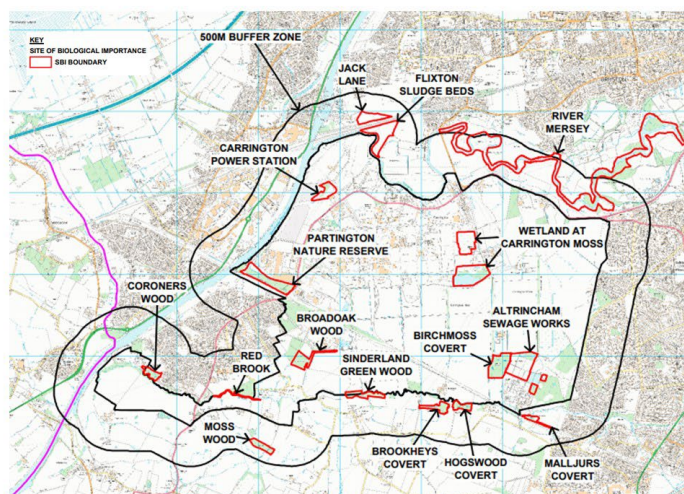 KEY
SITE OF BIOLOGICAL IMPORTANCE
SBI BOUNDARY
500M BUFFER ZONE
JACK
LANE
FLIXTON
SLUDGE BEDS
RIVER
MERSEY
CARRINGTON
POWER STATION
WETLAND AT
CARRINGTON MOSS
PARTINGTON
NATURE RESERVE
CORONERS
WOOD
BROADOAK
WOOD
ALTRINCHAM
SEWAGE WORKS
BIRCHMOSS
COVERT
RED
BROOK
SINDERLAND
GREEN WOOD
MOSS
WOOD
BROOKHEYS
COVERT
HOGSWOOD
COVERT
MALLJURS
COVERT